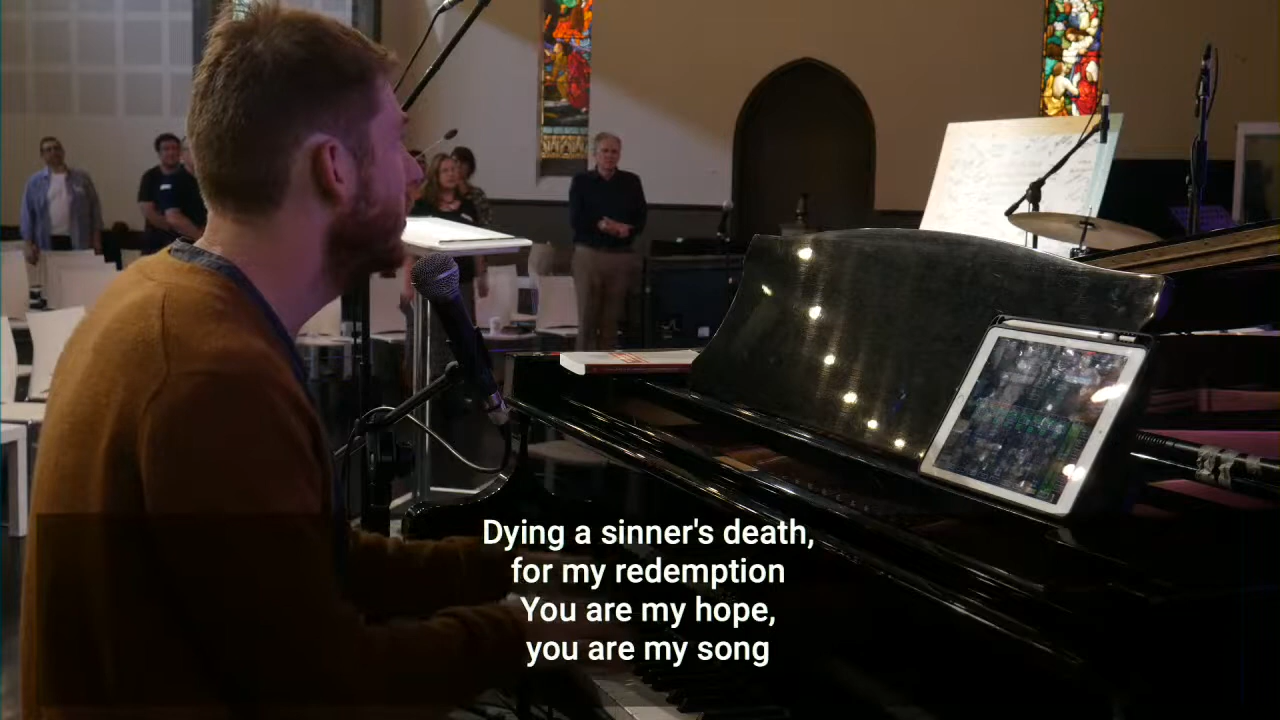 Dying a sinner's death,
for my redemption
You are my hope,
you are my song